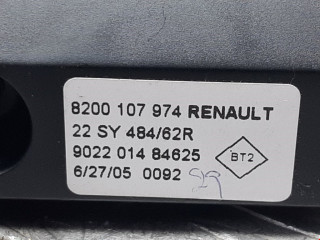 8200 107 974 RENAULT
22 SY 484/62R
9022 014 84625
BT2
6/27/05 0092